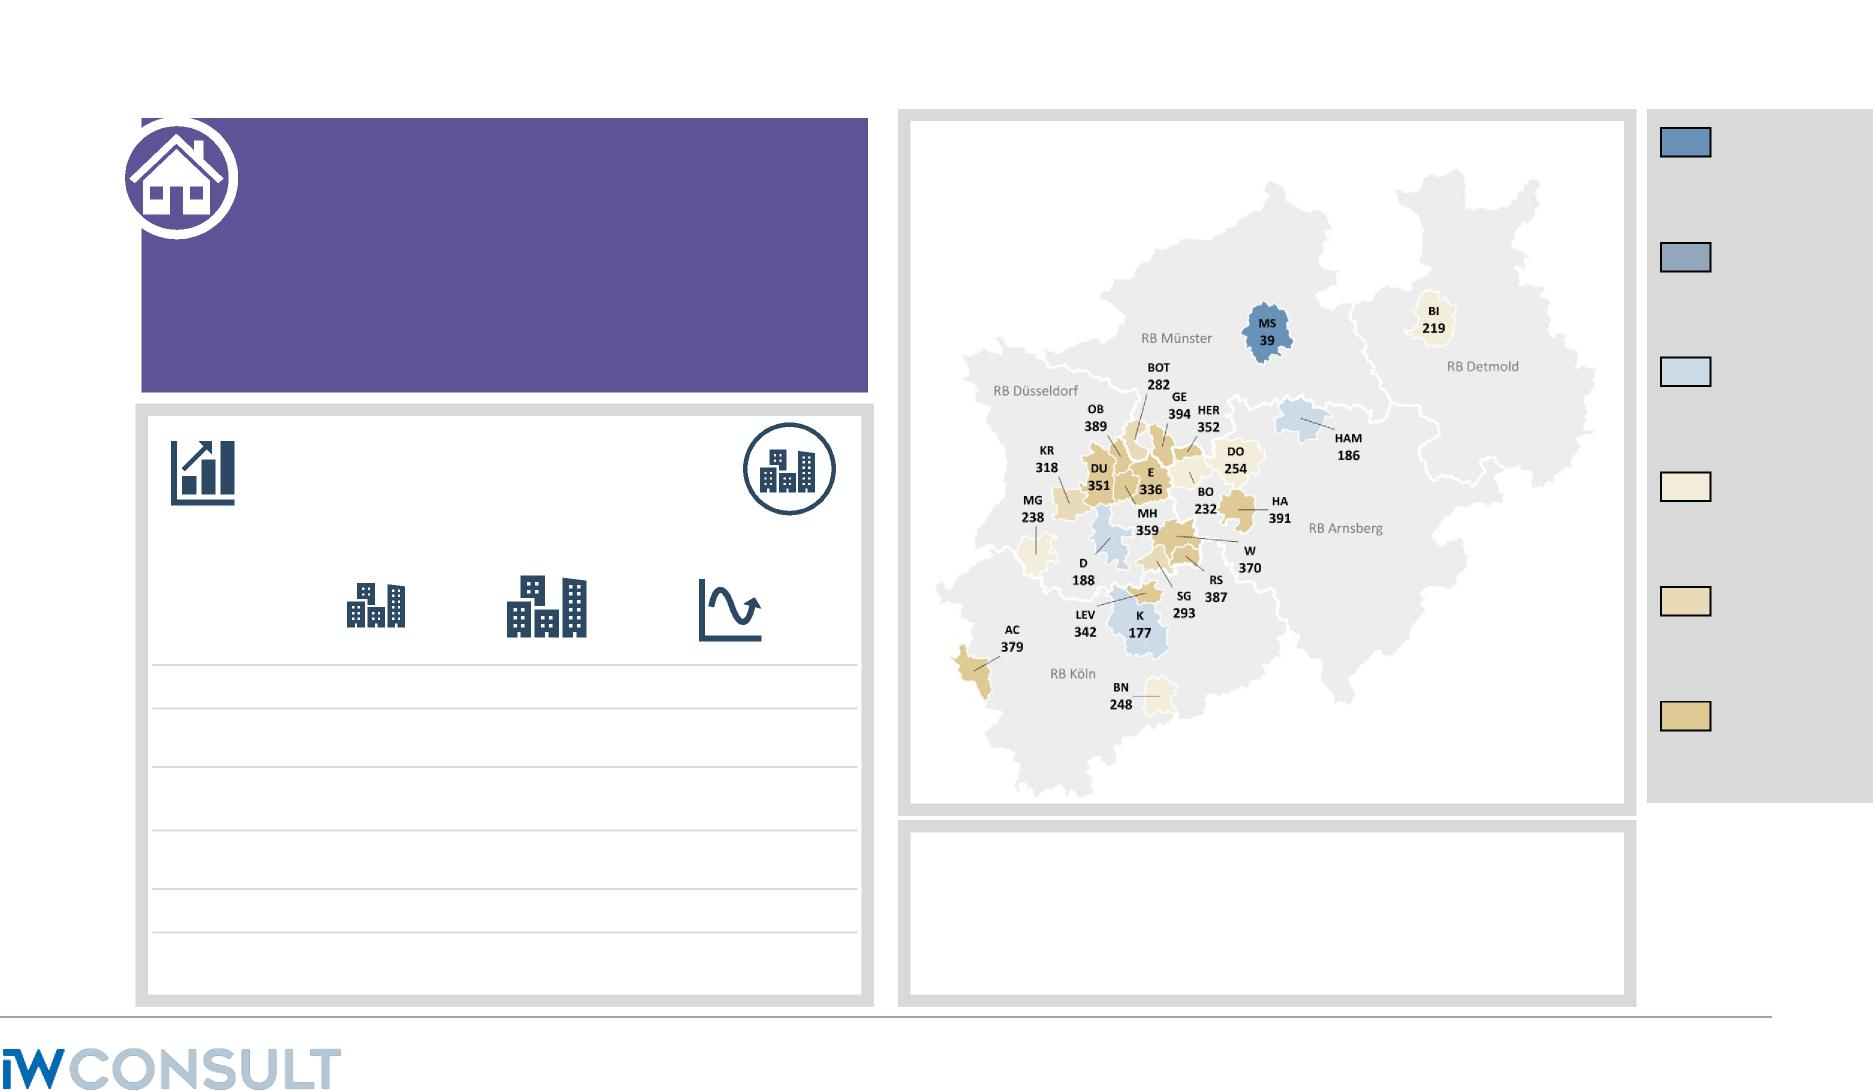 MS
39
BI
219
RB Münster
RB Detmold
BOT
282
RB Düsseldorf
GE
394
HER
352
OB
389
HAM
186
KR
318
DO
254
DU
351
E
336
MG
238
BO
232
HA
391
MH
359
RB Arnsberg
W
370
D
188
RS
387
SG
293
LEV
342
K
177
AC
379
RB Köln
BN
248
iW CONSULT